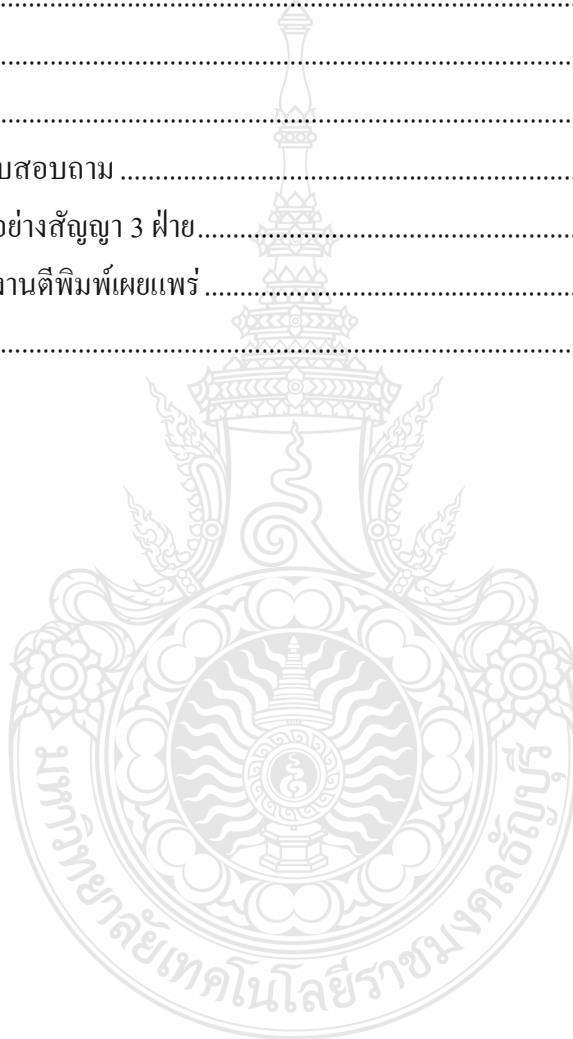 ................................................................................
................................................................................
................................................................................
บสอบถาม ................................................................
อย่างสัญญา 3 ฝ่าย................................................................
งานตีพิมพ์เผยแพร่ ................................................................
................................................................................
มหาวิทยาลัยเทคโนโลยีราชมงคลธัญบุรี